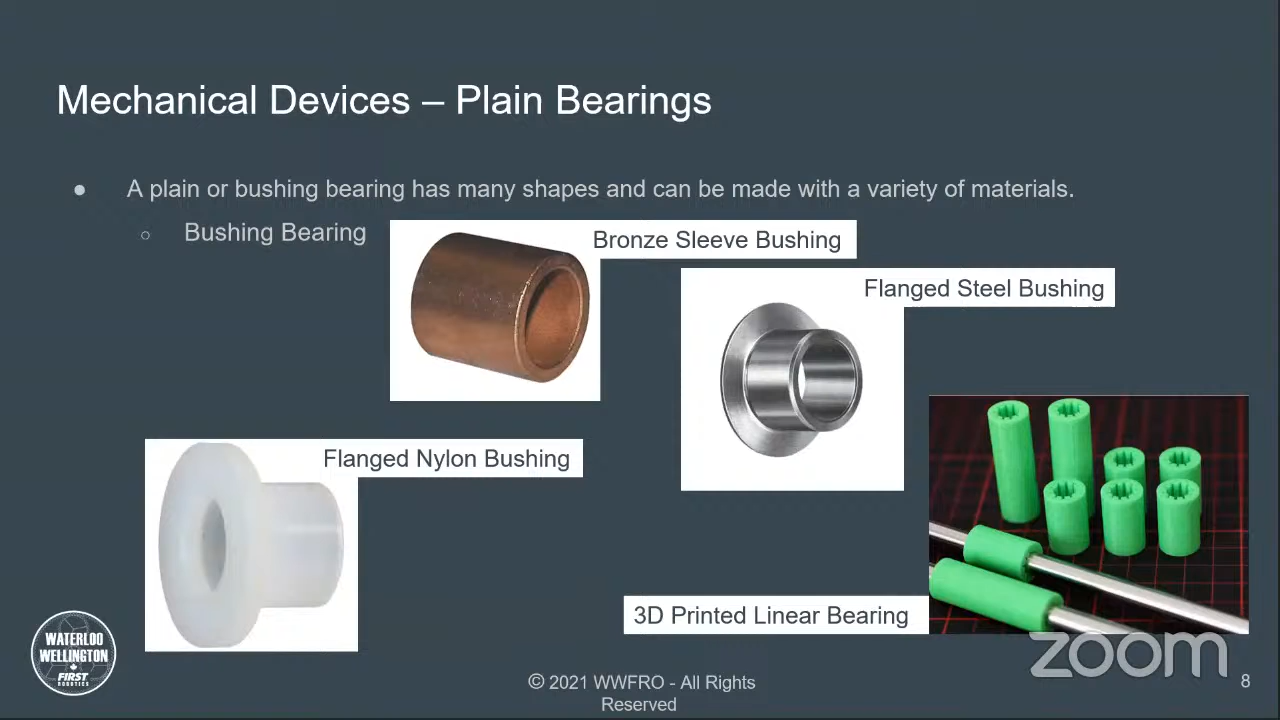 Mechanical Devices – Plain Bearings
● A plain or bushing bearing has many shapes and can be made with a variety of materials.
○ Bushing Bearing
Bronze Sleeve Bushing
Flanged Steel Bushing
Flanged Nylon Bushing
3D Printed Linear Bearing
WATERLOO
WELLINGTON
FIRST
ROBOTICS
© 2021 WWFRO - All Rights
Reserved
zoom
8